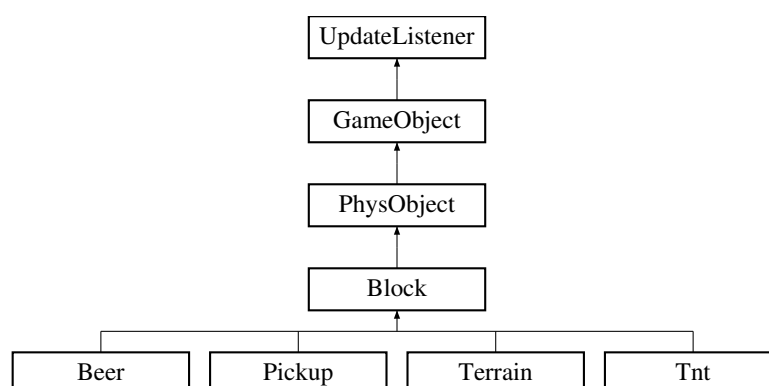 UpdateListener
GameObject
PhysObject
Block
Beer Pickup Terrain Tnt